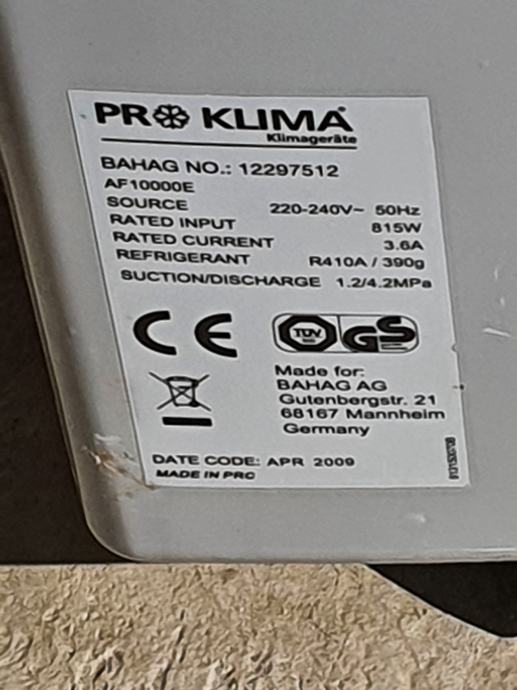 PRO KLIMA
Klimageräte
BAHAG NO.: 12297512
AF10000E
SOURCE 220-240V~ 50Hz
RATED INPUT 815W
RATED CURRENT 3.6A
REFRIGERANT R410A / 390g
SUCTION/DISCHARGE 1.2/4.2MPa
CE TÜV GS
Made for:
BAHAG AG
Gutenbergstr. 21
68167 Mannheim
Germany
DATE CODE: APR 2009
MADE IN PRC